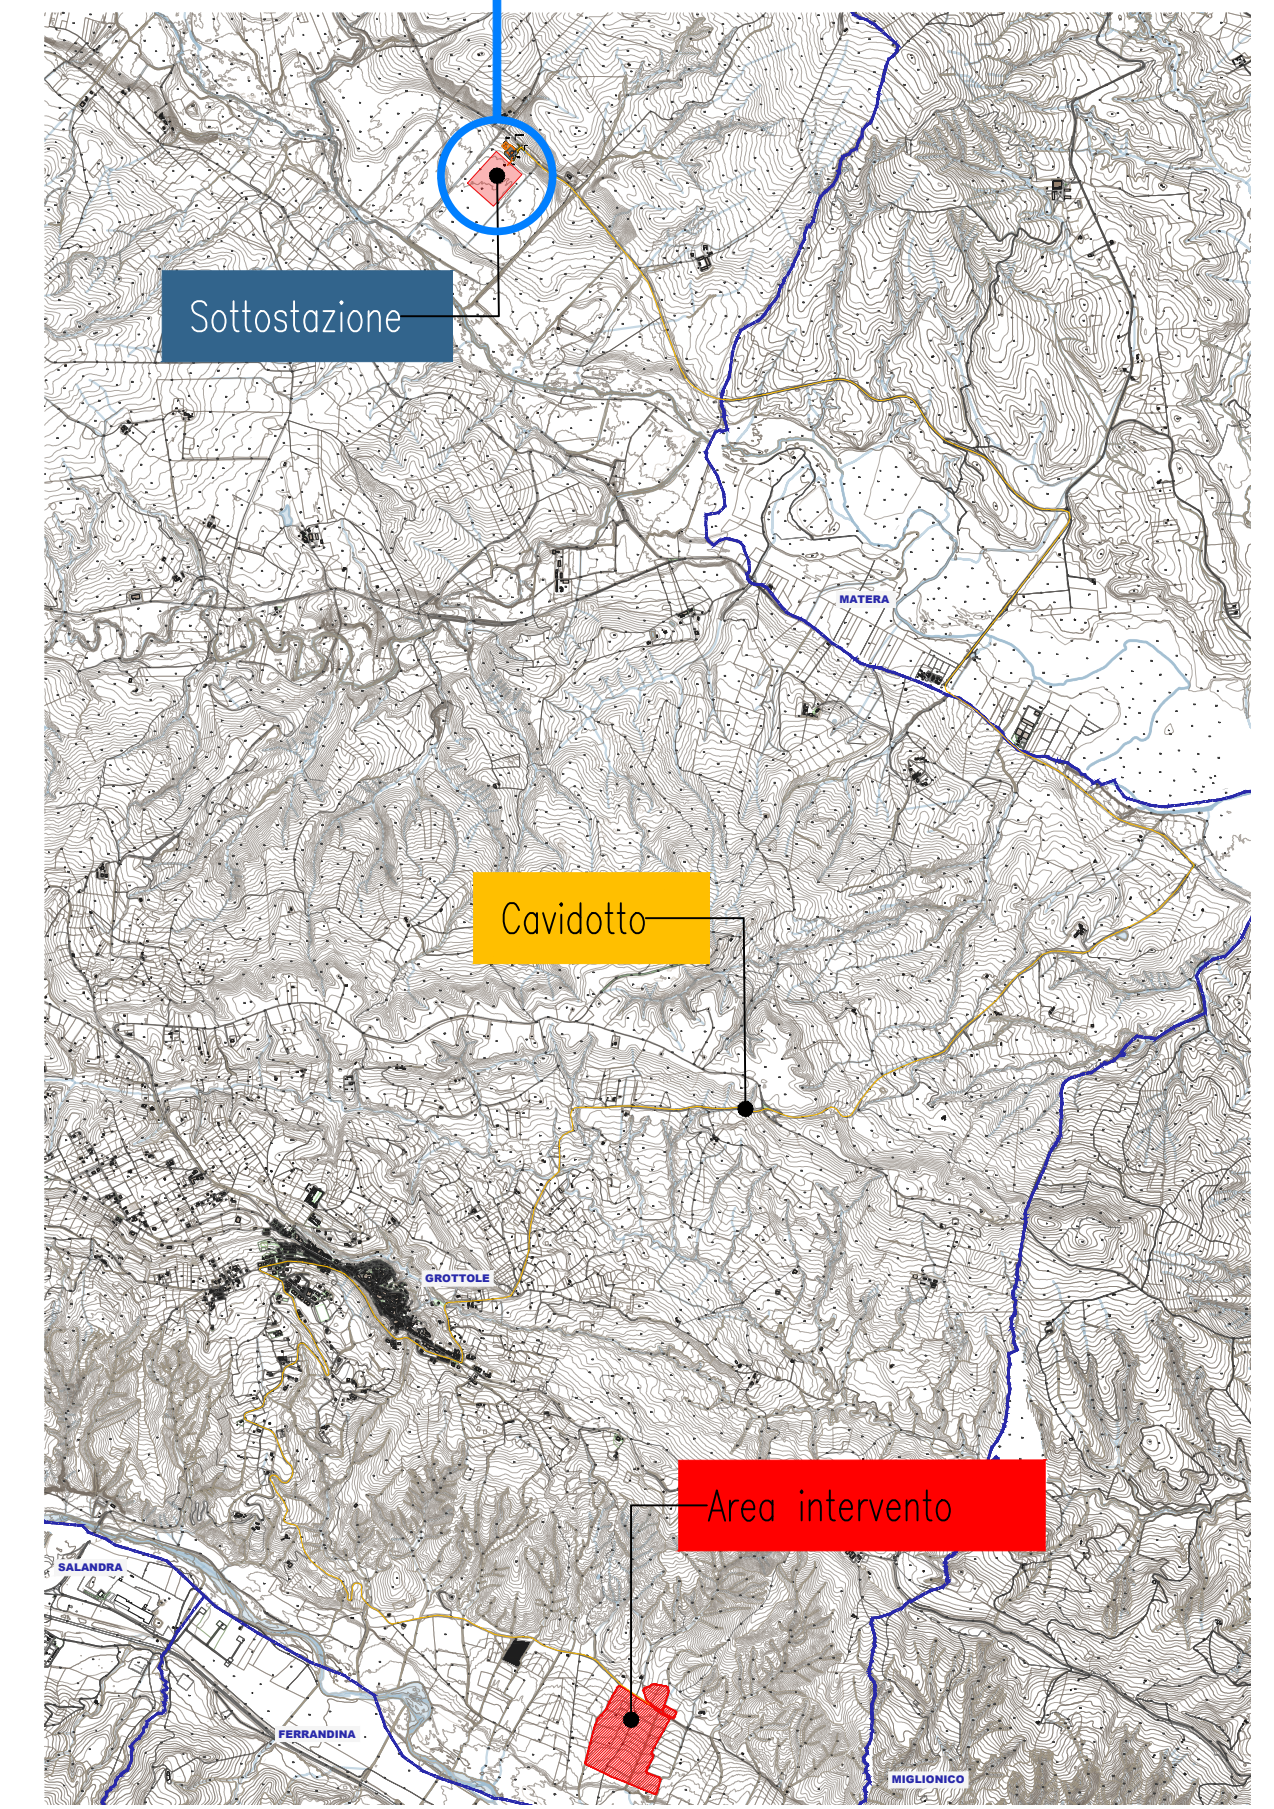 Sottostazione
MATERA
Cavidotto
GROTTOLE
Area intervento
SALANDRA
FERRANDINA
MIGLIONICO